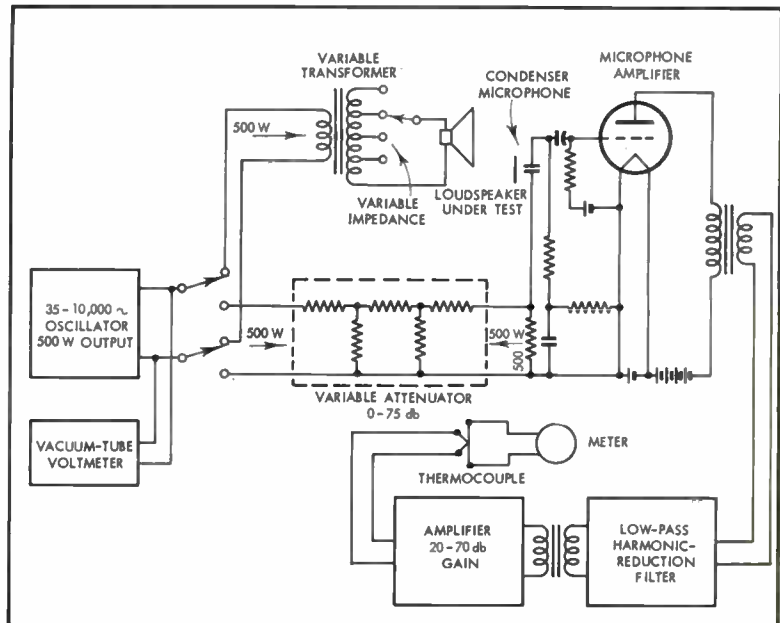 VARIABLE
TRANSFORMER
CONDENSER
MICROPHONE
MICROPHONE
AMPLIFIER
500 W
VARIABLE
IMPEDANCE
LOUDSPEAKER
UNDER TEST
35-10,000 ~
OSCILLATOR
500 W OUTPUT
500 W
500 W
500
VARIABLE ATTENUATOR
0-75 db
VACUUM-TUBE
VOLTMETER
METER
THERMOCOUPLE
AMPLIFIER
20-70 db
GAIN
LOW-PASS
HARMONIC-
REDUCTION
FILTER